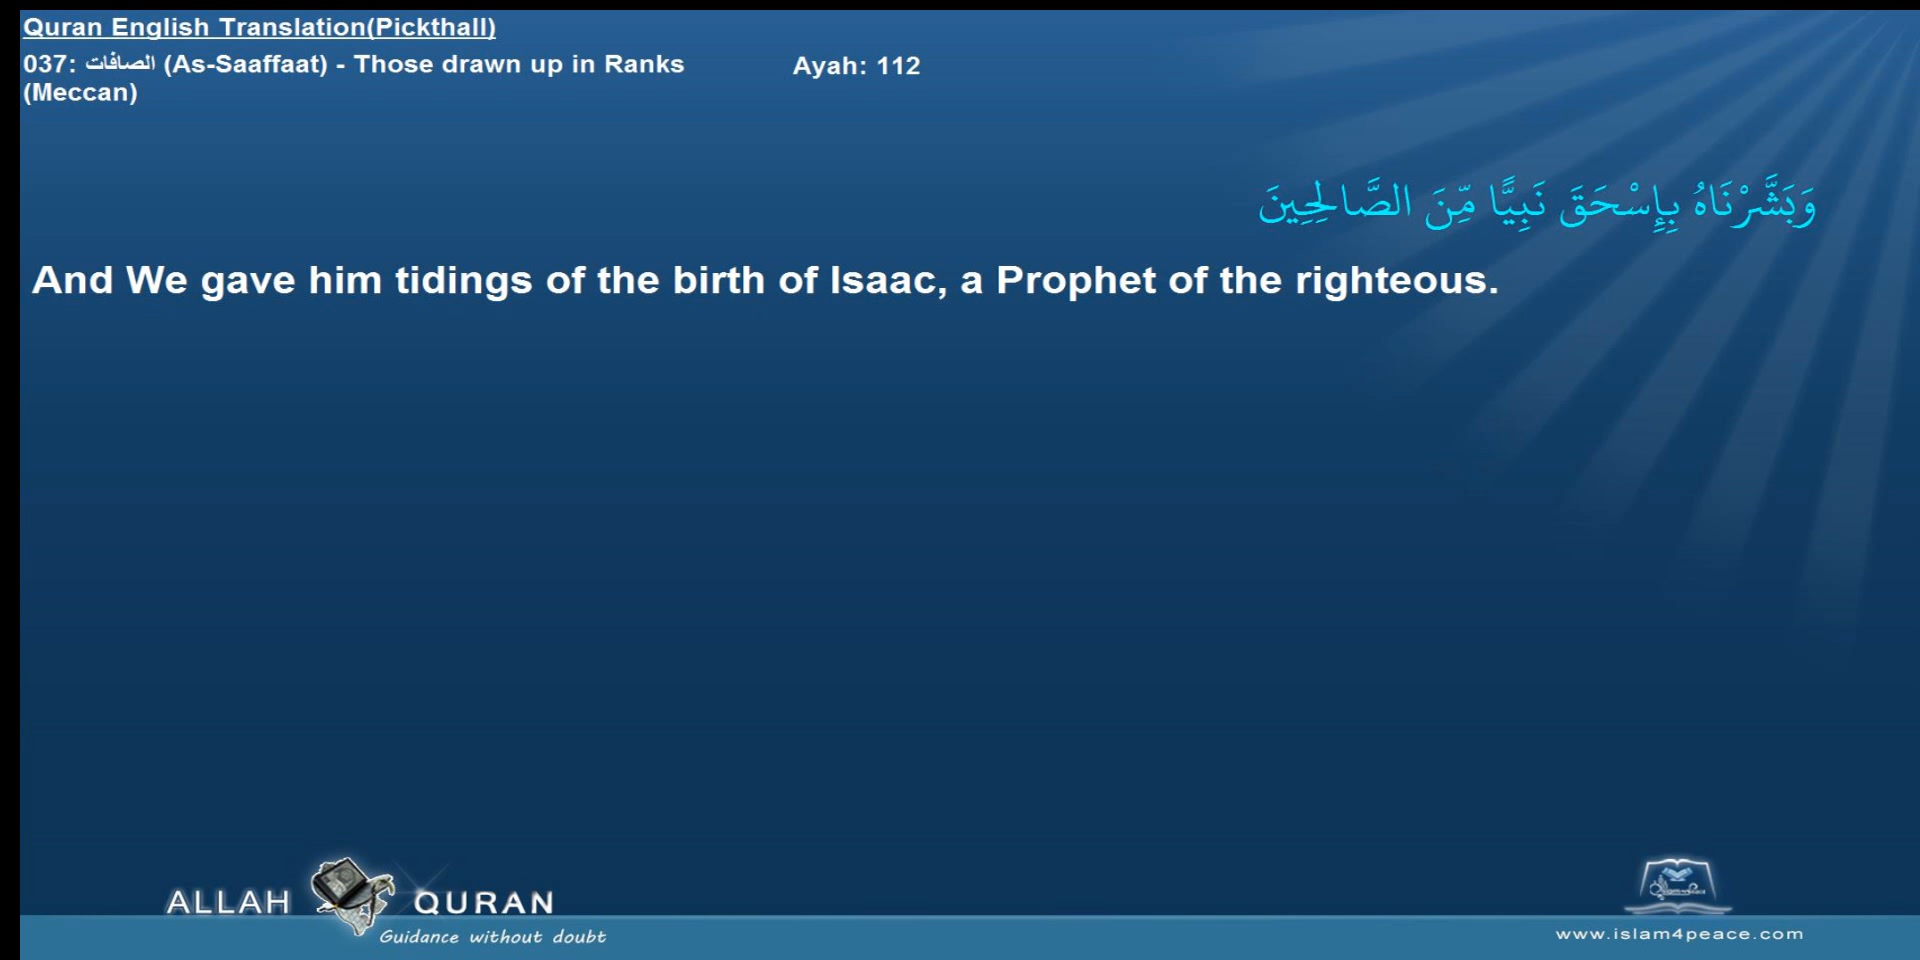 Quran English Translation(Pickthall)
037: الصافات (As-Saaffaat) - Those drawn up in Ranks
(Meccan)
Ayah: 112
وَبَشَّرْنَاهُ بِإِسْحَقَ نَبِيًّا مِّنَ الصَّالِحِينَ
And We gave him tidings of the birth of Isaac, a Prophet of the righteous.
ALLAH QURAN
Guidance without doubt
www.islam4peace.com